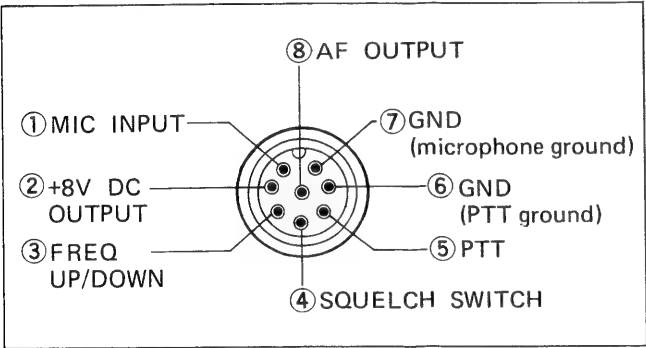 ⑧AF OUTPUT
①MIC INPUT
⑦GND
(microphone ground)
②+8V DC
OUTPUT
⑥GND
(PTT ground)
③FREQ
UP/DOWN
⑤PTT
④SQUELCH SWITCH